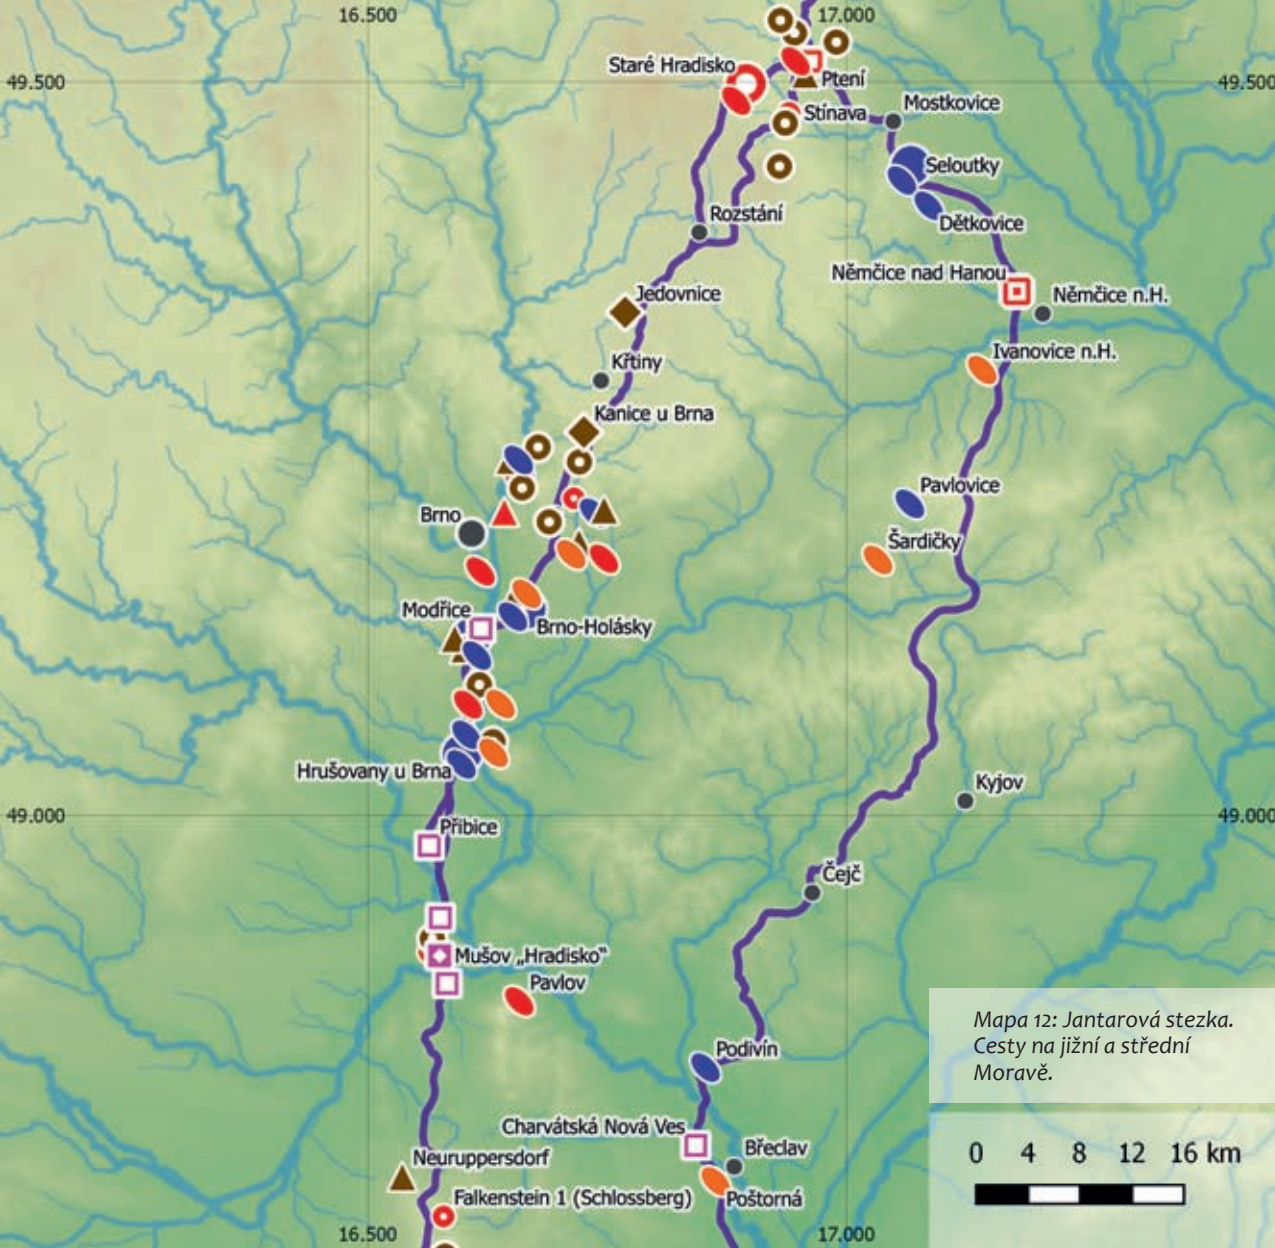 16.500
17.000
Staré Hradisko
49.500
49.500
Ptení
Mostkovice
Stínava
Seloutky
Rozstání
Dětkovice
Němčice nad Hanou
Jedovnice
Němčice n.H.
Ivanovice n.H.
Křtiny
Kanice u Brna
Pavlovice
Brno
Šardičky
Modřice
Brno-Holásky
Hrušovany u Brna
Kyjov
49.000
49.000
Přibice
Čejč
Mušov „Hradisko"
Pavlov
Mapa 12: Jantarová stezka.
Cesty na jižní a střední
Moravě.
Podivín
Charvátská Nová Ves
Břeclav
0 4 8 12 16 km
Neuruppersdorf
Falkenstein 1 (Schlossberg)
Poštorná
16.500
17.000